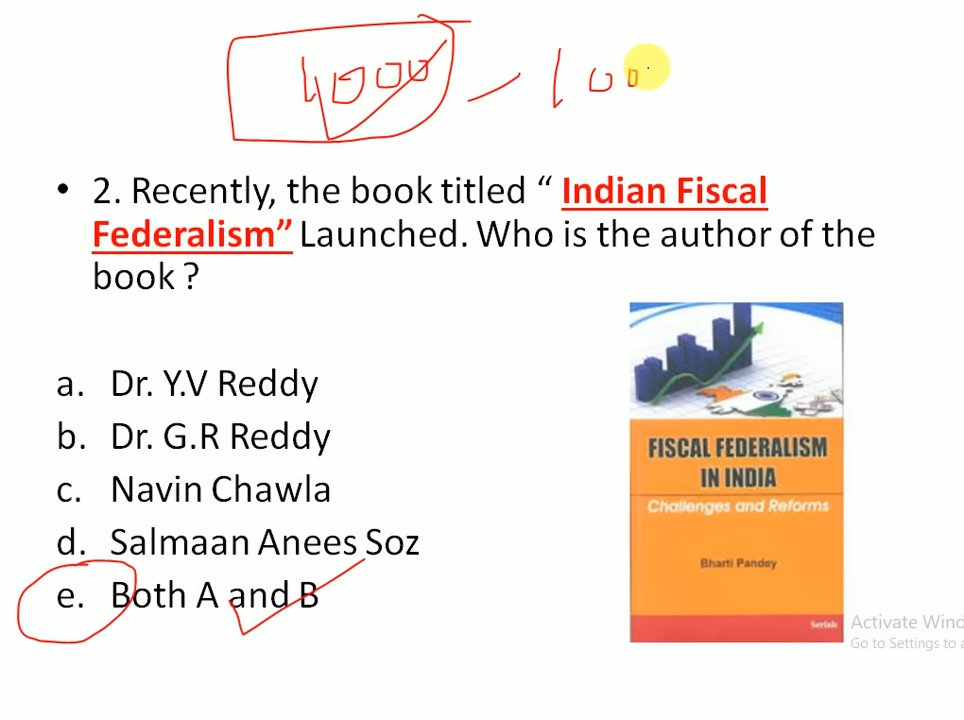 1000 - 100
• 2. Recently, the book titled “ Indian Fiscal
Federalism” Launched. Who is the author of the
book ?
a. Dr. Y.V Reddy
b. Dr. G.R Reddy
c. Navin Chawla
d. Salmaan Anees Soz
e. Both A and B
FISCAL FEDERALISM
IN INDIA
Challenges and Reforms
Bharti Pandey
Serials
Activate Wind
Go to Settings to a